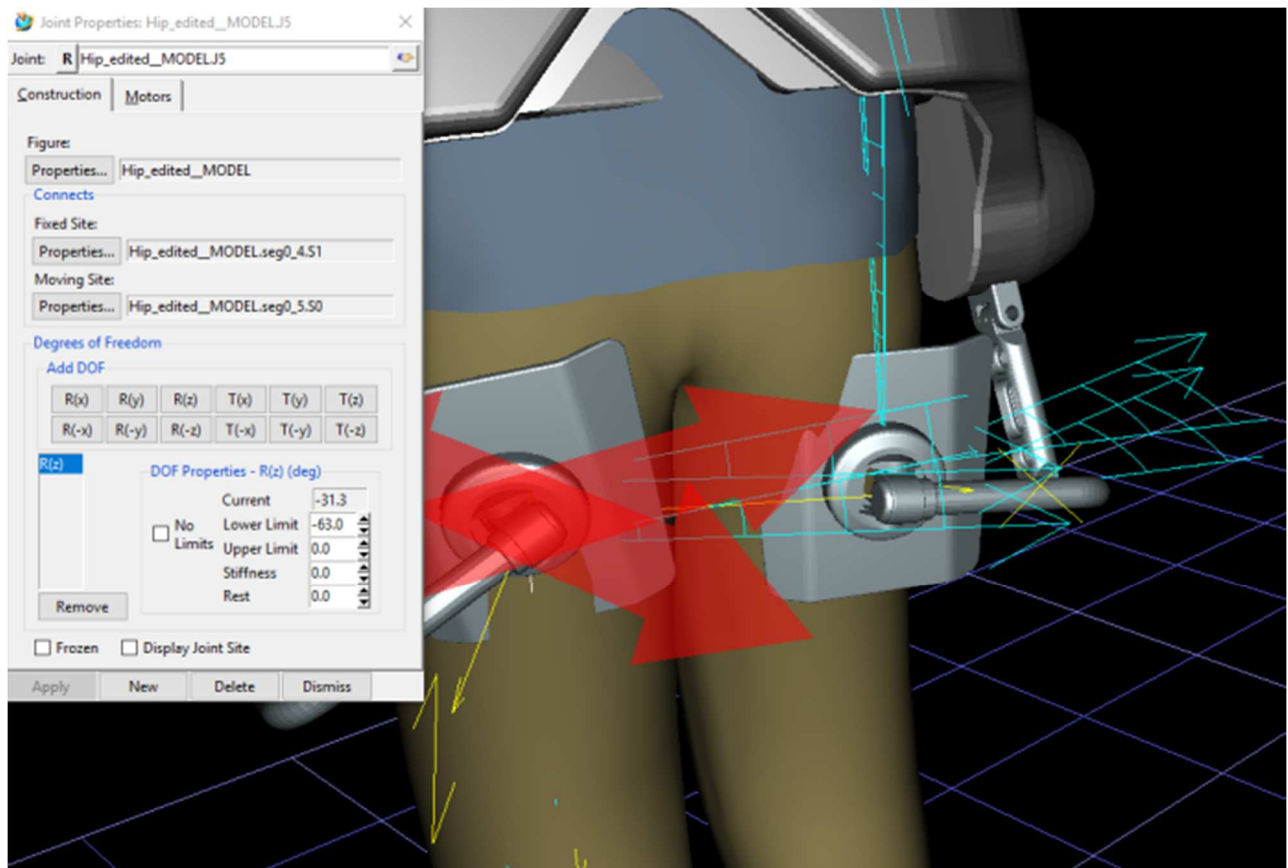 Joint Properties: Hip_edited__MODEL.J5
Joint: R Hip_edited__MODEL.J5
Construction Motors
Figure:
Properties... Hip_edited__MODEL
Connects
Fixed Site:
Properties... Hip_edited__MODEL.seg0_4.S1
Moving Site:
Properties... Hip_edited__MODEL.seg0_5.S0
Degrees of Freedom
Add DOF
R(x) R(y) R(z) T(x) T(y) T(z)
R(-x) R(-y) R(-z) T(-x) T(-y) T(-z)
R(z)
DOF Properties - R(z) (deg)
Current -31.3
No Limits
Lower Limit -63.0
Upper Limit 0.0
Stiffness 0.0
Rest 0.0
Remove
Frozen Display Joint Site
Apply New Delete Dismiss